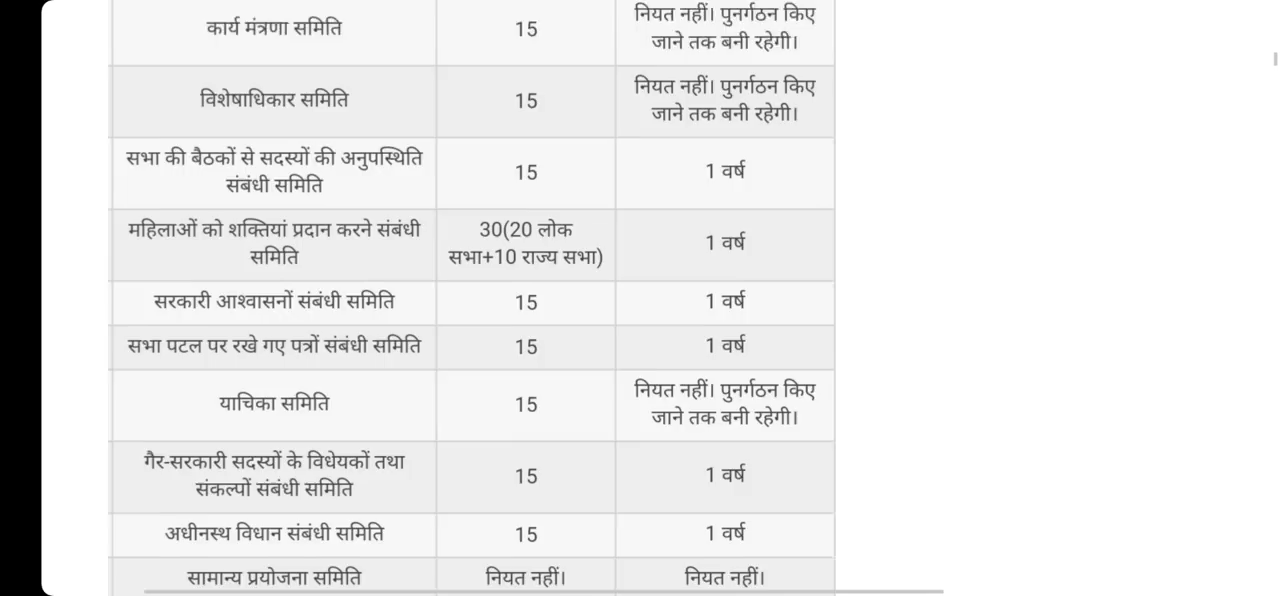 कार्य मंत्रणा समिति
15
नियत नहीं। पुनर्गठन किए
जाने तक बनी रहेगी।
विशेषाधिकार समिति
15
नियत नहीं। पुनर्गठन किए
जाने तक बनी रहेगी।
सभा की बैठकों से सदस्यों की अनुपस्थिति
संबंधी समिति
15
1 वर्ष
महिलाओं को शक्तियां प्रदान करने संबंधी
समिति
30(20 लोक
सभा+10 राज्य सभा)
1 वर्ष
सरकारी आश्वासनों संबंधी समिति
15
1 वर्ष
सभा पटल पर रखे गए पत्रों संबंधी समिति
15
1 वर्ष
याचिका समिति
15
नियत नहीं। पुनर्गठन किए
जाने तक बनी रहेगी।
गैर-सरकारी सदस्यों के विधेयकों तथा
संकल्पों संबंधी समिति
15
1 वर्ष
अधीनस्थ विधान संबंधी समिति
15
1 वर्ष
सामान्य प्रयोजना समिति
नियत नहीं।
नियत नहीं।